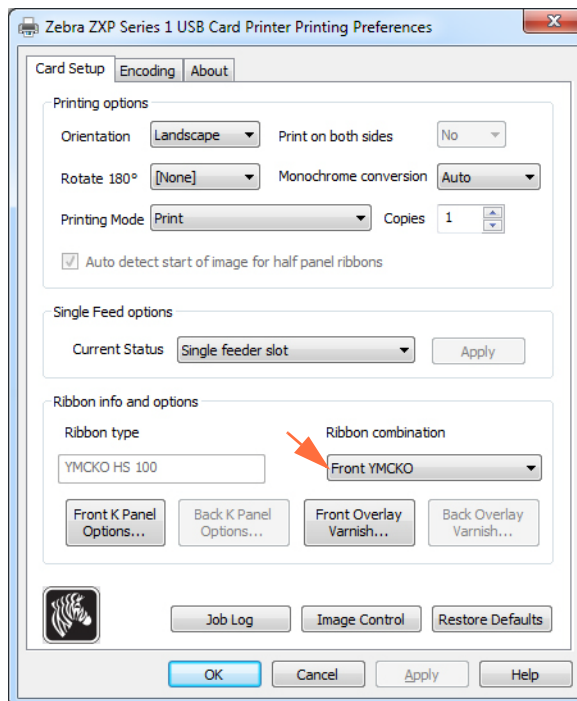 Zebra ZXP Series 1 USB Card Printer Printing Preferences
Card Setup Encoding About
Printing options
Orientation Landscape Print on both sides No
Rotate 180° [None] Monochrome conversion Auto
Printing Mode Print Copies 1
Auto detect start of image for half panel ribbons
Single Feed options
Current Status Single feeder slot Apply
Ribbon info and options
Ribbon type Ribbon combination
YMCKO HS 100 Front YMCKO
Front K Panel Back K Panel Front Overlay Back Overlay
Options... Options... Varnish... Varnish...
Job Log Image Control Restore Defaults
OK Cancel Apply Help